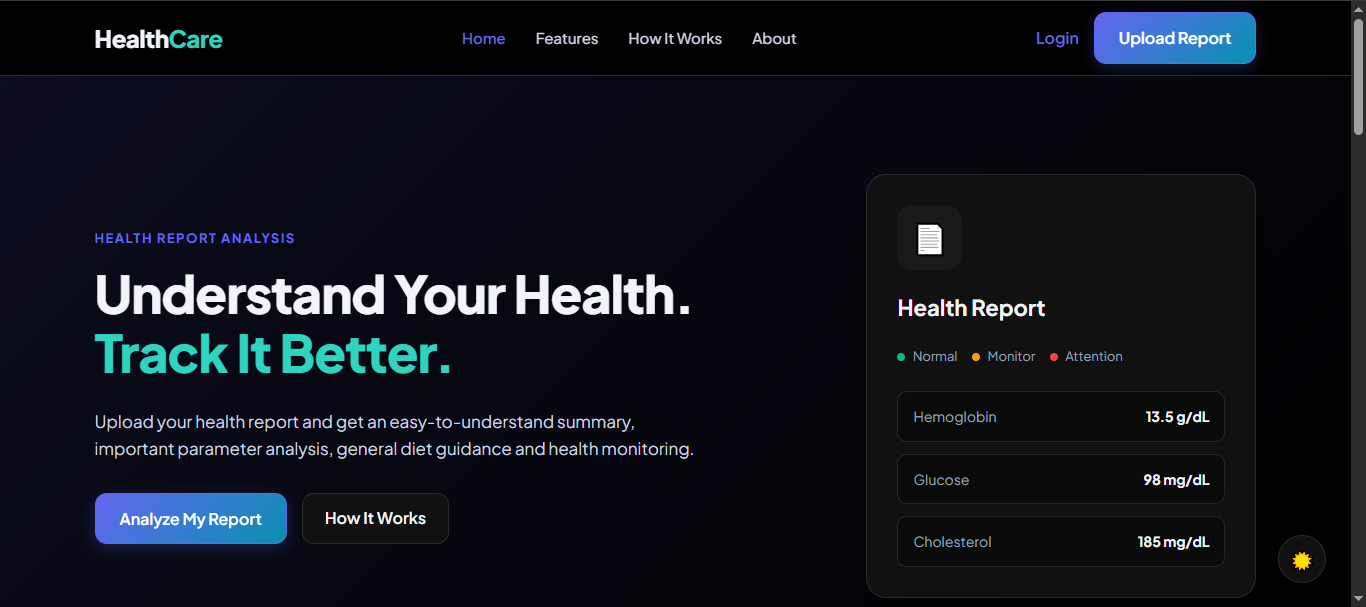 HealthCare
Home
Features
How It Works
About
Login
Upload Report
HEALTH REPORT ANALYSIS
Understand Your Health.
Track It Better.
Upload your health report and get an easy-to-understand summary,
important parameter analysis, general diet guidance and health monitoring.
Analyze My Report
How It Works
Health Report
Normal
Monitor
Attention
Hemoglobin 13.5 g/dL
Glucose 98 mg/dL
Cholesterol 185 mg/dL